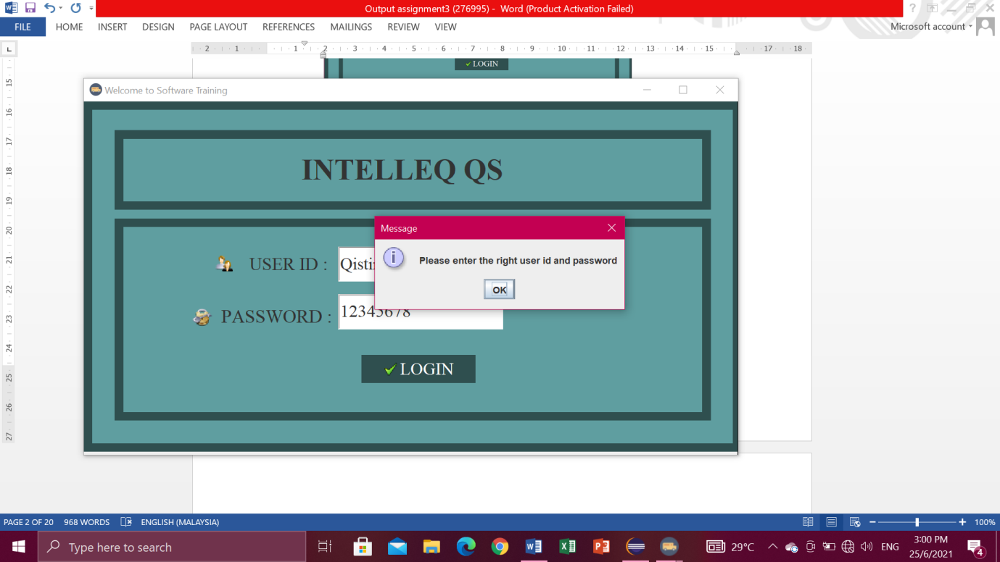 Output assignment3 (276995) - Word (Product Activation Failed)
FILE HOME INSERT DESIGN PAGE LAYOUT REFERENCES MAILINGS REVIEW VIEW Microsoft account
2 1 1 2 3 4 5 6 7 8 9 10 11 12 13 14 15 17 18
LOGIN
Welcome to Software Training
INTELLEQ QS
Message
Please enter the right user id and password
OK
USER ID :
PASSWORD : 12345678
LOGIN
15
16
17
18
19
20
21
22
23
24
25
26
27
PAGE 2 OF 20 968 WORDS ENGLISH (MALAYSIA) 100%
Type here to search
29°C ENG
3:00 PM
25/6/2021
4